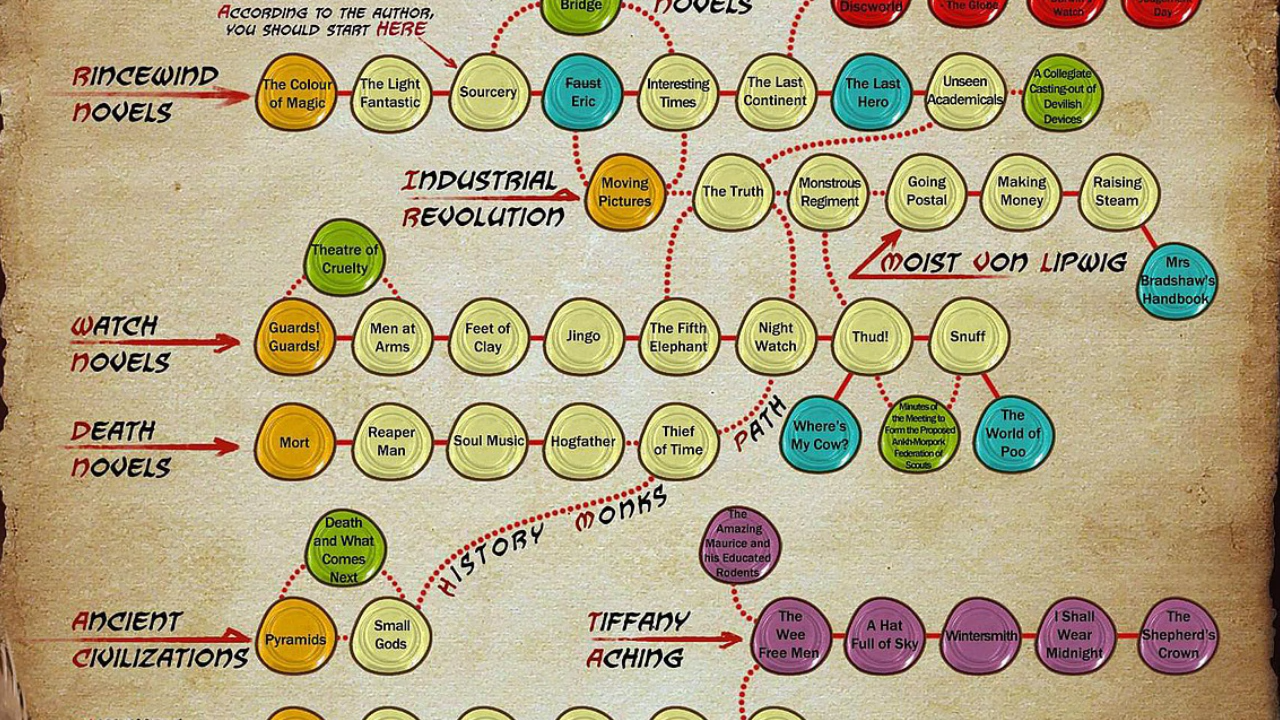 ACCORDING TO THE AUTHOR,
YOU SHOULD START HERE
Bridge
NOVELS
Discworld
The Globe
Watch
Day
RINCEWIND
NOVELS
The Colour
of Magic
The Light
Fantastic
Sourcery
Faust
Eric
Interesting
Times
The Last
Continent
The Last
Hero
Unseen
Academicals
A Collegiate
Casting-out of
Devilish
Devices
INDUSTRIAL
REVOLUTION
Moving
Pictures
The Truth
Monstrous
Regiment
Going
Postal
Making
Money
Raising
Steam
MOIST VON LIPWIG
Mrs
Bradshaw's
Handbook
Theatre of
Cruelty
WATCH
NOVELS
Guards!
Guards!
Men at
Arms
Feet of
Clay
Jingo
The Fifth
Elephant
Night
Watch
Thud!
Snuff
PATH
Where's
My Cow?
Minutes of
the Meeting to
Form the Proposed
Ankh-Morpork
Federation of
Scouts
The
World of
Poo
DEATH
NOVELS
Mort
Reaper
Man
Soul Music
Hogfather
Thief
of Time
HISTORY MONKS
Death
and What
Comes
Next
The
Amazing
Maurice and
his Educated
Rodents
ANCIENT
CIVILIZATIONS
Pyramids
Small
Gods
TIFFANY
ACHING
The
Wee
Free Men
A Hat
Full of Sky
Wintersmith
I Shall
Wear
Midnight
The
Shepherd's
Crown